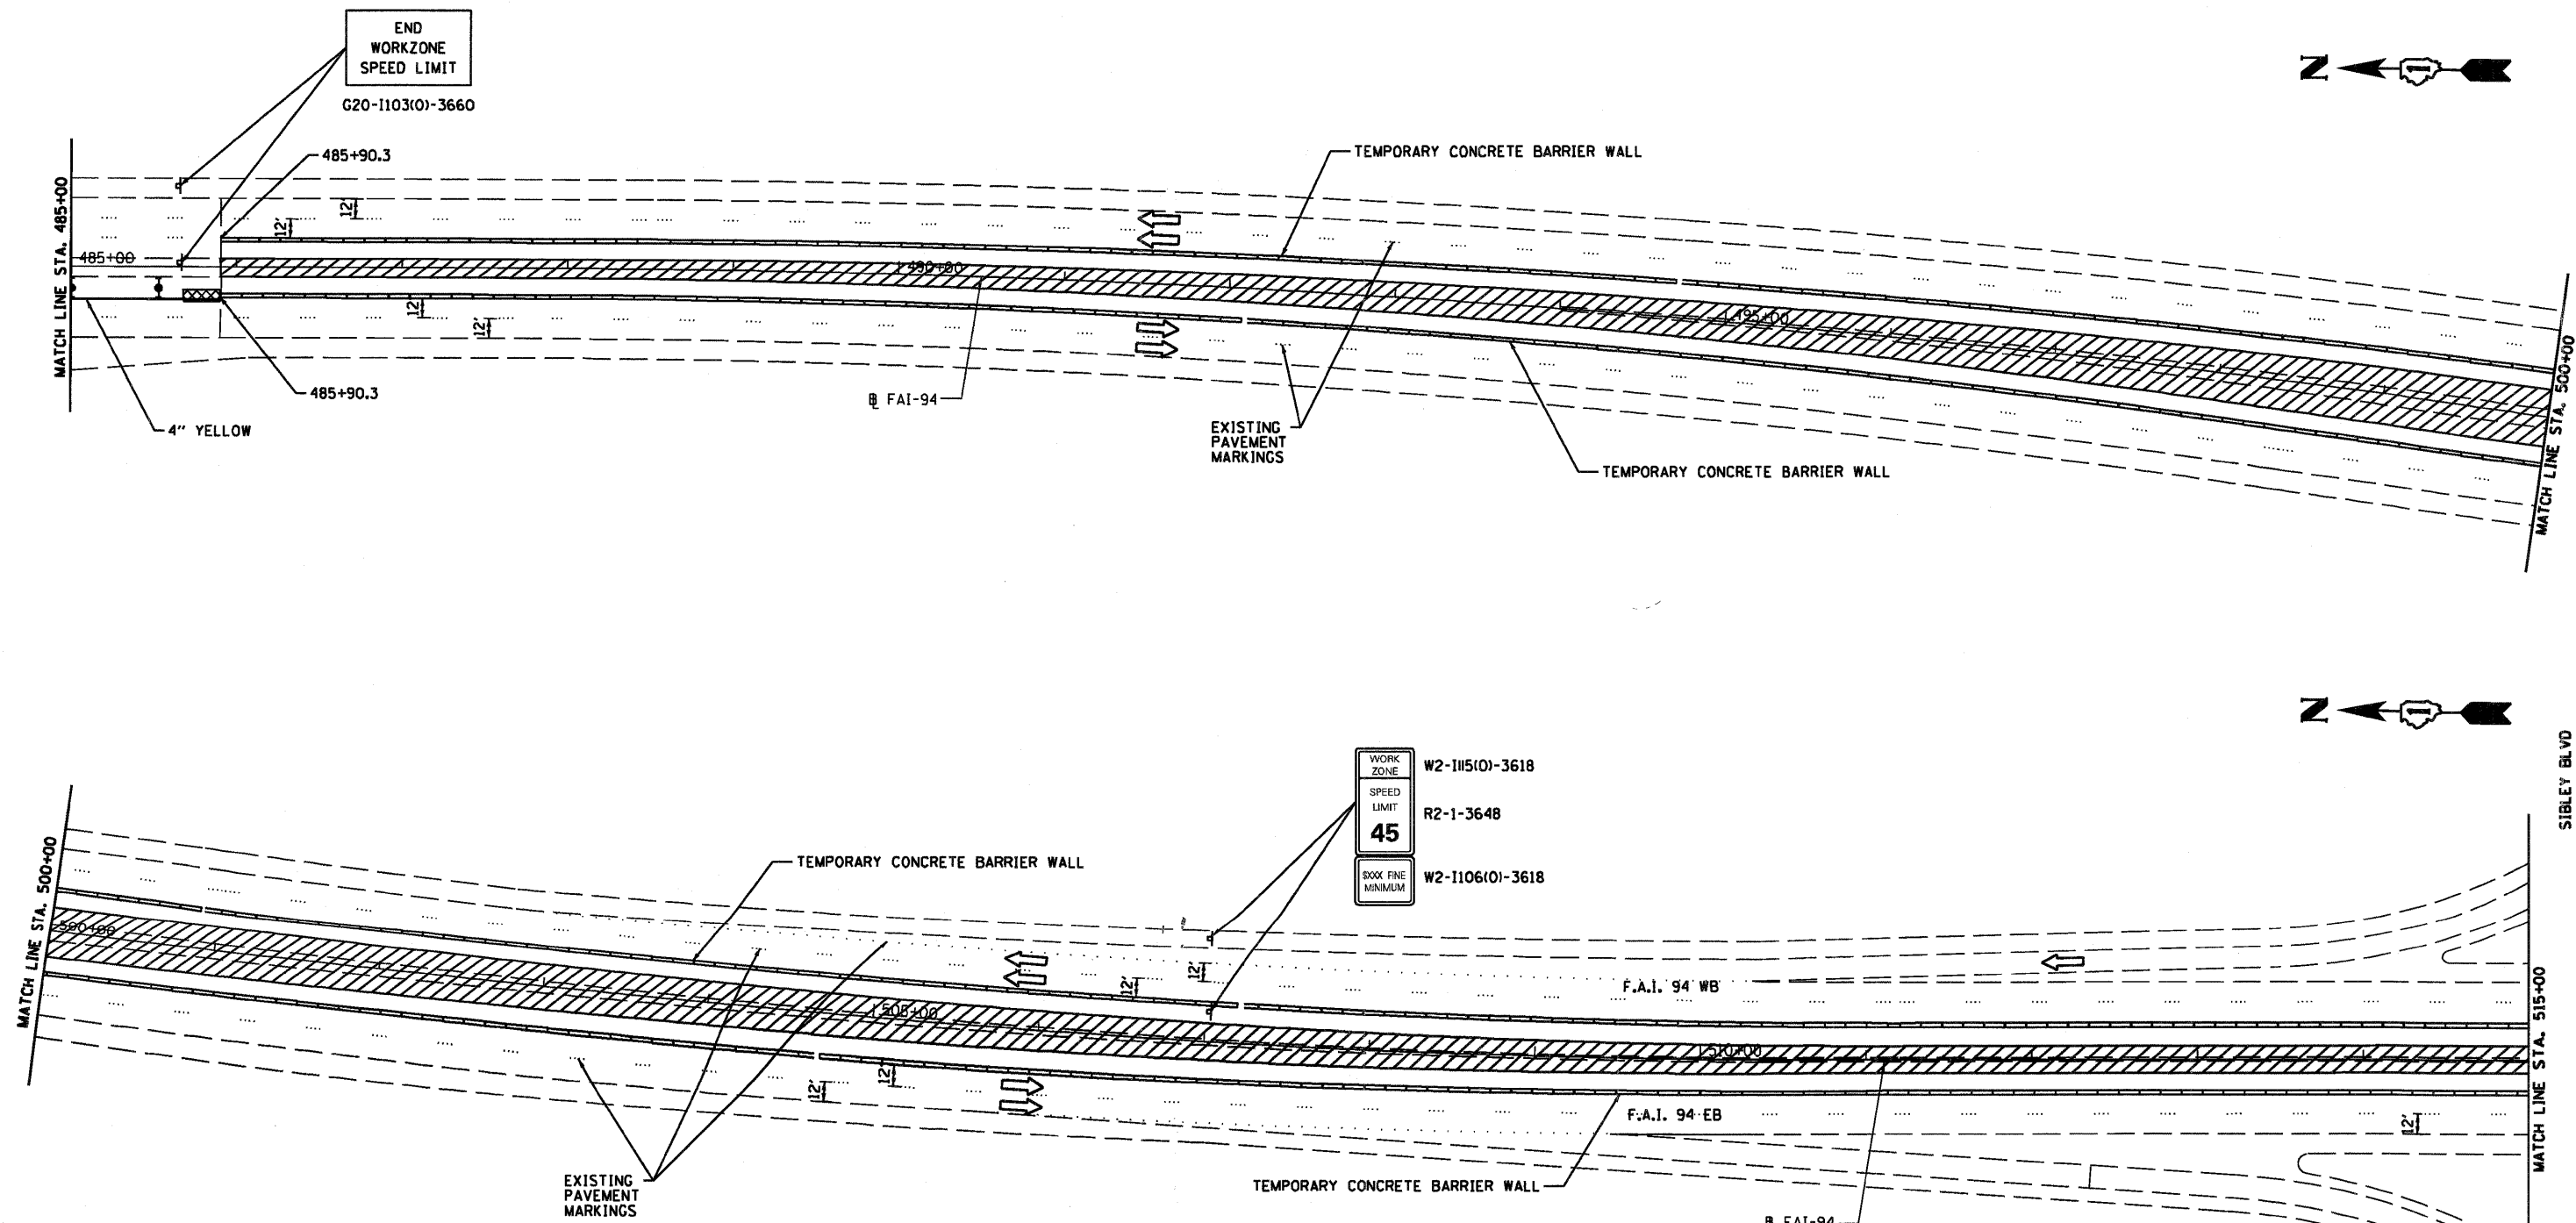 END
WORKZONE
SPEED LIMIT
G20-I103(O)-3660
N
1
485+90.3
TEMPORARY CONCRETE BARRIER WALL
MATCH LINE STA. 485+00
12'
12'
485+00
490+00
495+00
12'
12'
485+90.3
4" YELLOW
℄ FAI-94
EXISTING
PAVEMENT
MARKINGS
TEMPORARY CONCRETE BARRIER WALL
MATCH LINE STA. 500+00
N
1
SIBLEY BLVD
WORK
ZONE
SPEED
LIMIT
45
$XXX FINE
MINIMUM
W2-I115(O)-3618
R2-1-3648
W2-I106(O)-3618
TEMPORARY CONCRETE BARRIER WALL
MATCH LINE STA. 500+00
500+00
12'
12'
F.A.I. 94 WB
505+00
510+00
12'
12'
F.A.I. 94 EB
12'
MATCH LINE STA. 515+00
EXISTING
PAVEMENT
MARKINGS
TEMPORARY CONCRETE BARRIER WALL
℄ FAI-94